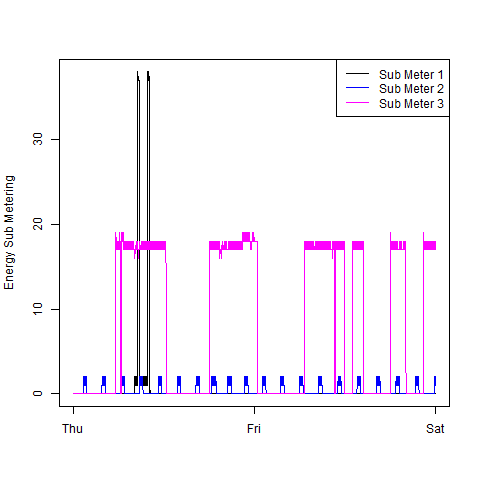 Sub Meter 1
Sub Meter 2
Sub Meter 3
Energy Sub Metering
30
20
10
0
Thu
Fri
Sat